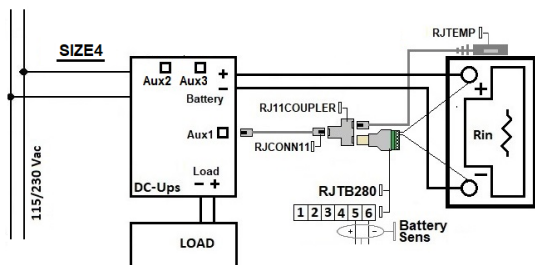 RJTEMP
SIZE4
Aux2 Aux3 +
Battery −
RJ11COUPLER
Aux1
RJCONN11
+
Rin
−
115/230 Vac
Load
DC-Ups − +
RJTB280
1 2 3 4 5 6
+ − Battery
Sens
LOAD